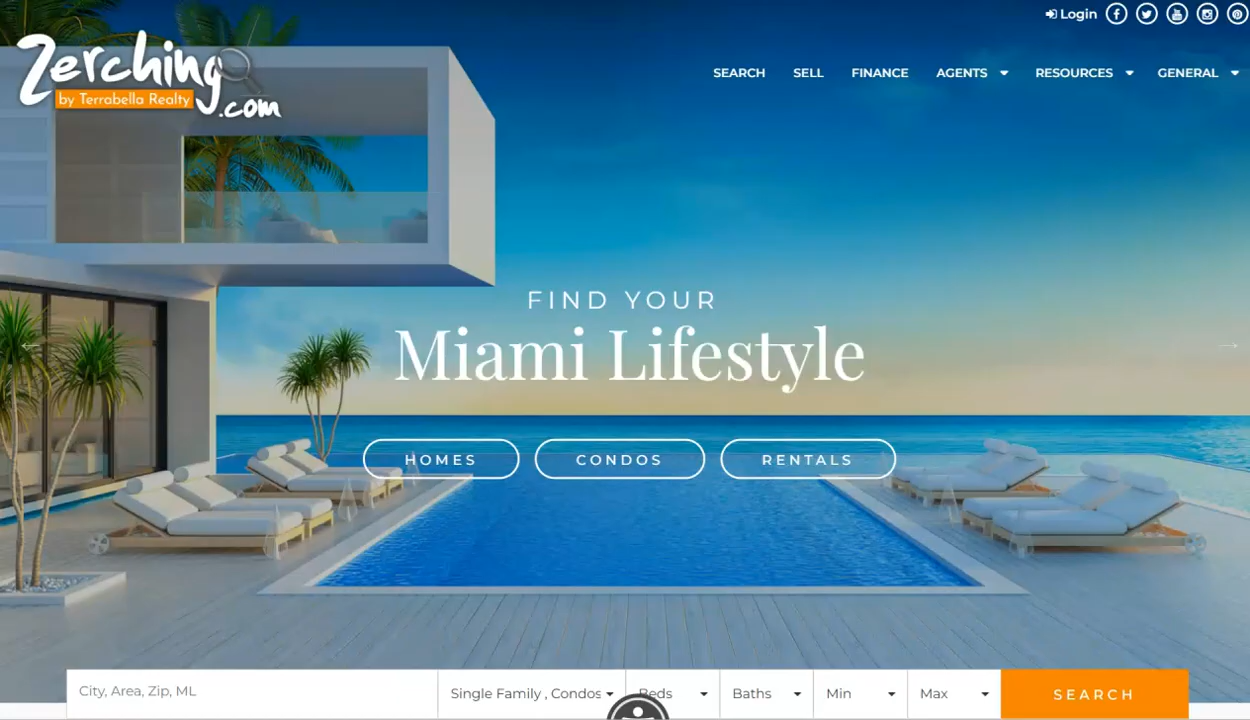 Login
Zerching
by Terrabella Realty
.com
SEARCH SELL FINANCE AGENTS RESOURCES GENERAL
FIND YOUR
Miami Lifestyle
HOMES CONDOS RENTALS
City, Area, Zip, ML Single Family , Condos Beds Baths Min Max SEARCH